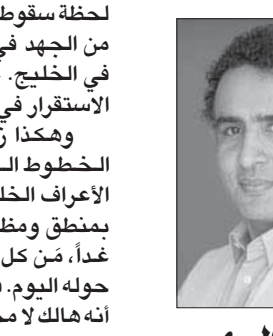 لحظة سقوط
من الجهد في
في الخليج.
الاستقرار في
وهكذا
الخطوط
الأعراف الخل
بمنطق ومظ
غداً، مَن كل
حوله اليوم.
أنه هالك لا مح